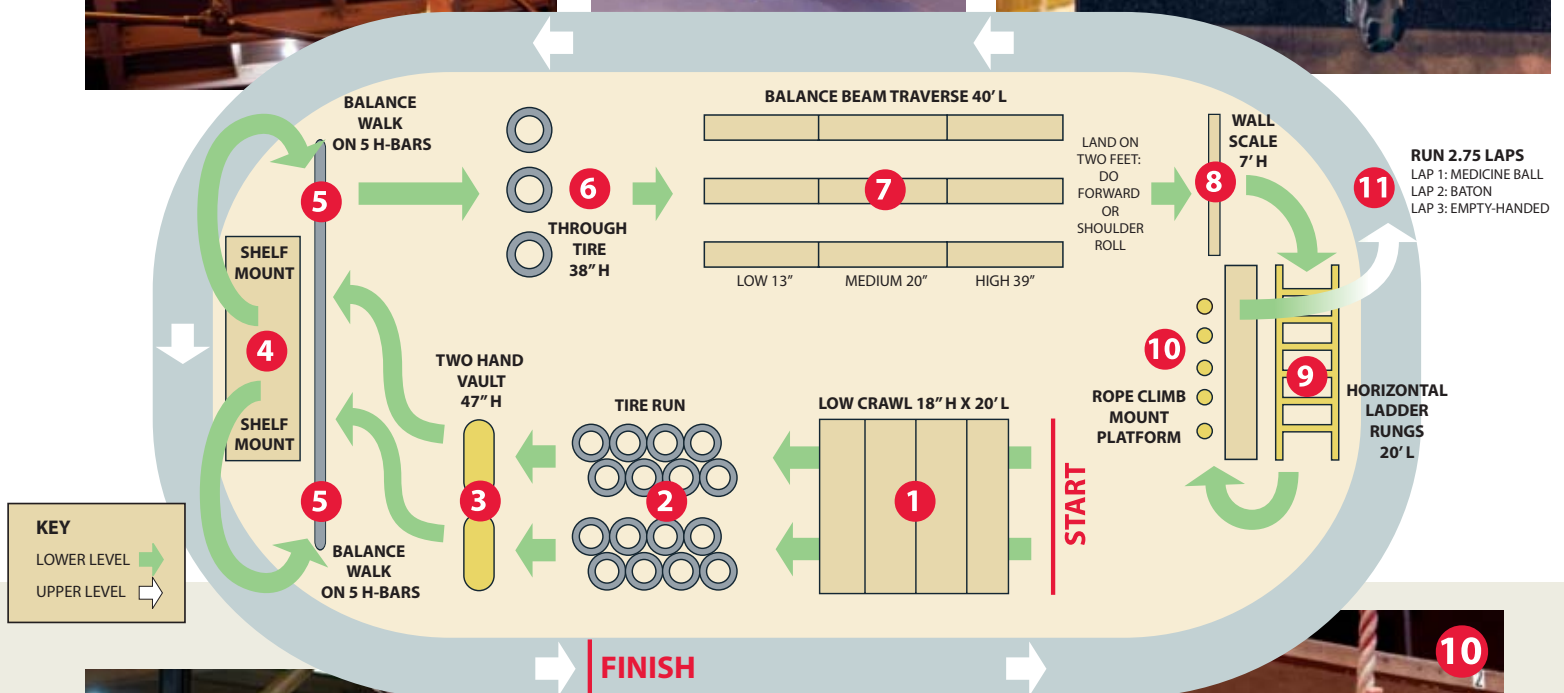 BALANCE
WALK
ON 5 H-BARS
5
SHELF
MOUNT
4
SHELF
MOUNT
5
BALANCE
WALK
ON 5 H-BARS
KEY
LOWER LEVEL
UPPER LEVEL
6
THROUGH
TIRE
38” H
BALANCE BEAM TRAVERSE 40’ L
7
LOW 13”
MEDIUM 20”
HIGH 39”
LAND ON
TWO FEET:
DO
FORWARD
OR
SHOULDER
ROLL
WALL
SCALE
7’ H
8
11
RUN 2.75 LAPS
LAP 1: MEDICINE BALL
LAP 2: BATON
LAP 3: EMPTY-HANDED
TWO HAND
VAULT
47” H
3
TIRE RUN
2
LOW CRAWL 18” H X 20’ L
1
START
10
ROPE CLIMB
MOUNT
PLATFORM
9
HORIZONTAL
LADDER
RUNGS
20’ L
FINISH
10